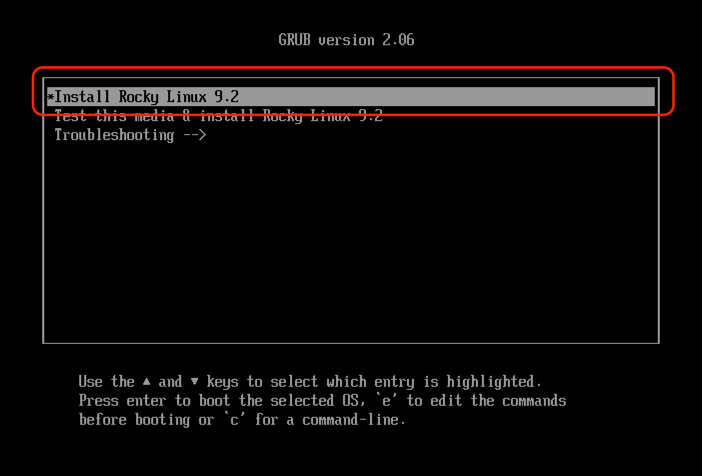 GRUB version 2.06
*Install Rocky Linux 9.2
Test this media & install Rocky Linux 9.2
Troubleshooting -->
Use the ▲ and ▼ keys to select which entry is highlighted.
Press enter to boot the selected OS, `e' to edit the commands
before booting or `c' for a command-line.